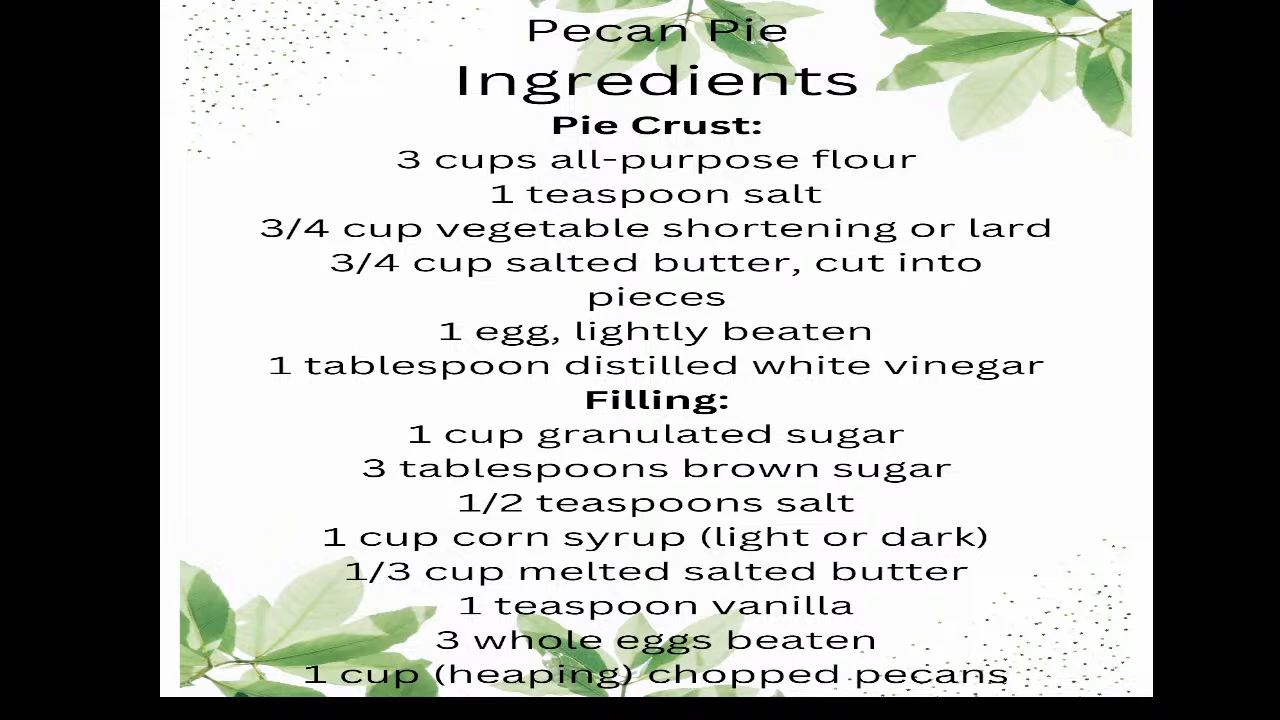 Pecan Pie
Ingredients
Pie Crust:
3 cups all-purpose flour
1 teaspoon salt
3/4 cup vegetable shortening or lard
3/4 cup salted butter, cut into
pieces
1 egg, lightly beaten
1 tablespoon distilled white vinegar
Filling:
1 cup granulated sugar
3 tablespoons brown sugar
1/2 teaspoons salt
1 cup corn syrup (light or dark)
1/3 cup melted salted butter
1 teaspoon vanilla
3 whole eggs beaten
1 cup (heaping) chopped pecans